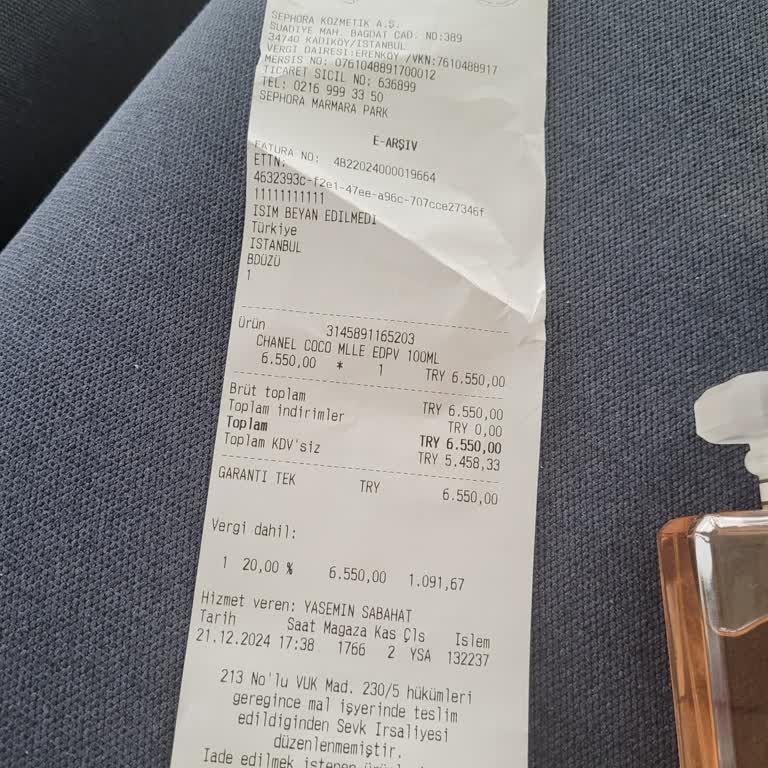 SEPHORA KOZMETIK A.Ş.
SUADIYE MAH. BAGDAT CAD. NO:389
34740 KADIKÖY/ISTANBUL
VERGI DAIRESI:ERENKÖY /VKN:7610488917
MERSIS NO: 0761048891700012
TICARET SICIL NO: 636899
TEL: 0216 999 33 50
SEPHORA MARMARA PARK
E-ARŞIV
FATURA NO: 4B22024000019664
ETTN:
4632393c-f2e1-47ee-a96c-707cce27346f
11111111111
ISIM BEYAN EDILMEDI
Türkiye
ISTANBUL
BDÜZÜ
1
Ürün 3145891165203
CHANEL COCO MLLE EDPV 100ML
6.550,00 * 1 TRY 6.550,00
Brüt toplam TRY 6.550,00
Toplam indirimler TRY 0,00
Toplam TRY 6.550,00
Toplam KDV'siz TRY 5.458,33
GARANTI TEK TRY 6.550,00
Vergi dahil:
1 20,00 % 6.550,00 1.091,67
Hizmet veren: YASEMIN SABAHAT
Tarih Saat Magaza Kas Çls Islem
21.12.2024 17:38 1766 2 YSA 132237
213 No'lu VUK Mad. 230/5 hükümleri
geregince mal işyerinde teslim
edildiginden Sevk Irsaliyesi
düzenlenmemiştir.
Iade edilmek istenen